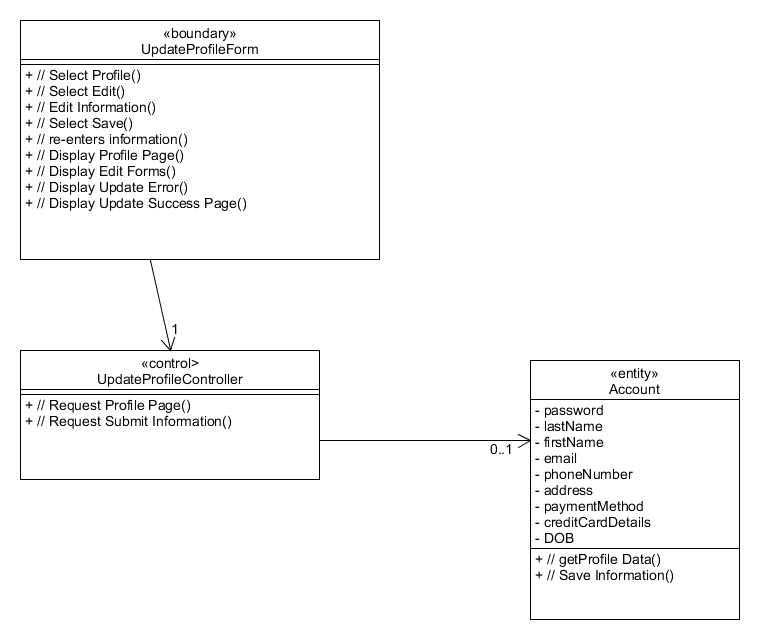 «boundary»
UpdateProfileForm
+ // Select Profile()
+ // Select Edit()
+ // Edit Information()
+ // Select Save()
+ // re-enters information()
+ // Display Profile Page()
+ // Display Edit Forms()
+ // Display Update Error()
+ // Display Update Success Page()
1
«control>
UpdateProfileController
+ // Request Profile Page()
+ // Request Submit Information()
0..1
«entity»
Account
- password
- lastName
- firstName
- email
- phoneNumber
- address
- paymentMethod
- creditCardDetails
- DOB
+ // getProfile Data()
+ // Save Information()